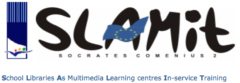 SLAMit
SOCRATES COMENIUS 2
School Libraries As Multimedia Learning centres In-service Training